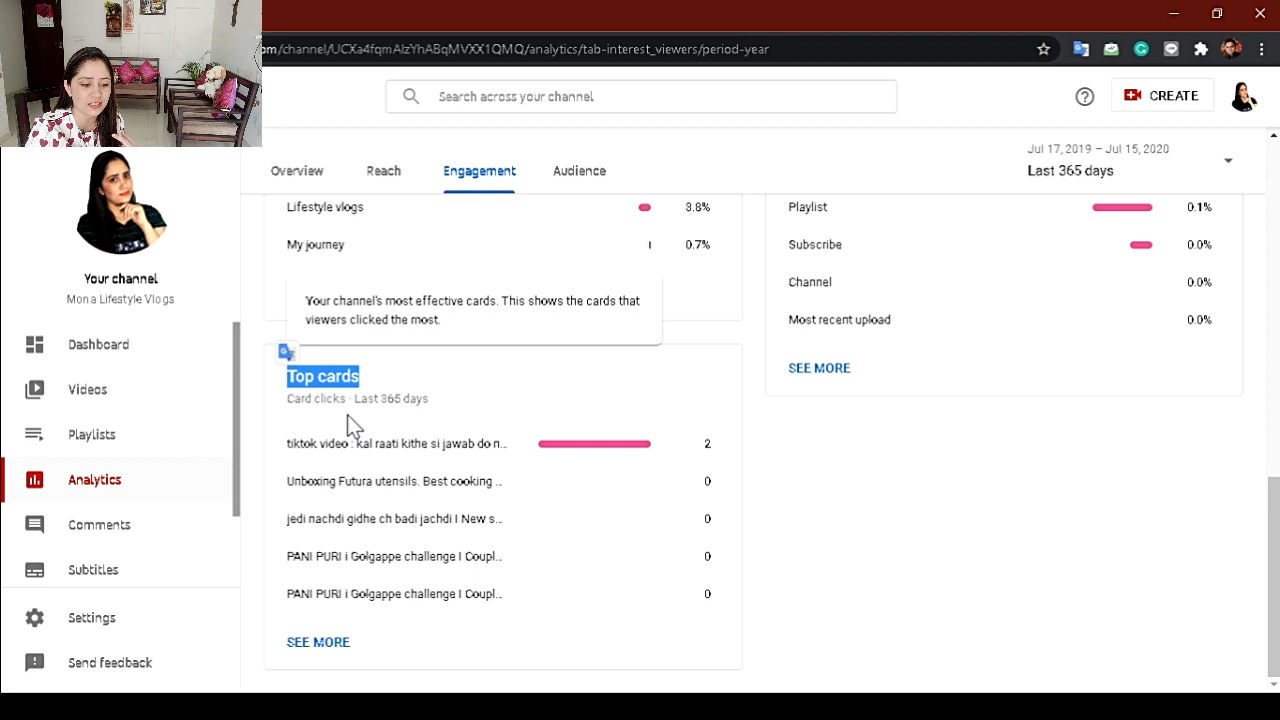 om/channel/UCXa4fqmAlzYhABqMVXX1QMQ/analytics/tab-interest_viewers/period-year
Search across your channel
CREATE
Your channel
Mona Lifestyle Vlogs
Dashboard
Videos
Playlists
Analytics
Comments
Subtitles
Settings
Send feedback
Overview
Reach
Engagement
Audience
Jul 17, 2019 – Jul 15, 2020
Last 365 days
Lifestyle vlogs 3.8%
My journey 0.7%
Your channel's most effective cards. This shows the cards that
viewers clicked the most.
Top cards
Card clicks · Last 365 days
tiktok video : kal raati kithe si jawab do n... 2
Unboxing Futura utensils. Best cooking ... 0
jedi nachdi gidhe ch badi jachdi I New s... 0
PANI PURI i Golgappe challenge I Coupl... 0
PANI PURI i Golgappe challenge I Coupl... 0
SEE MORE
Playlist 0.1%
Subscribe 0.0%
Channel 0.0%
Most recent upload 0.0%
SEE MORE